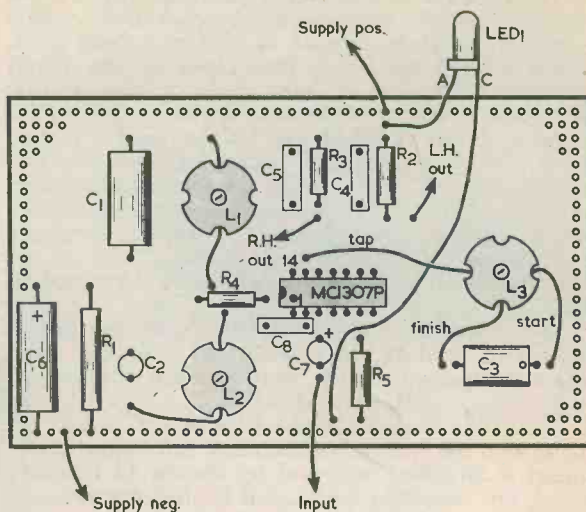 Supply pos.
LED1
A
C
C5
R3
C4
R2
L.H.
out
C1
L1
R.H.
out
14
tap
MC1307P
R4
L3
finish
start
+
C6
R1
C2
L2
C8
+
C7
R5
C3
Supply neg.
Input